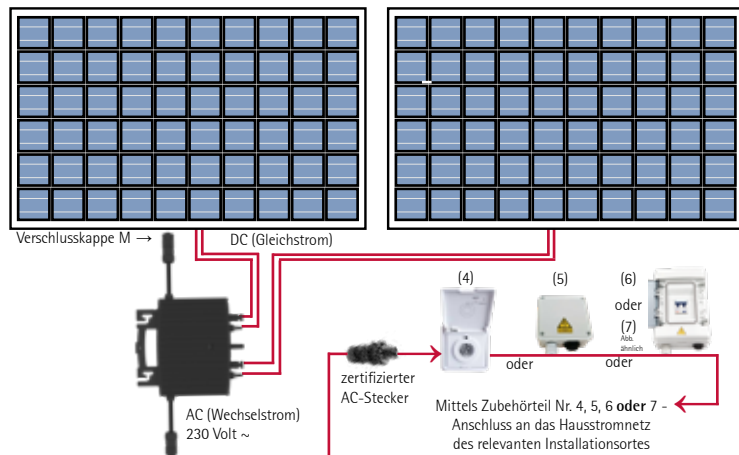 Verschlusskappe M →
DC (Gleichstrom)
(4)
(5)
(6)
oder
(7)
Abb.
ähnlich
oder
oder
zertifizierter
AC-Stecker
AC (Wechselstrom)
230 Volt ~
Mittels Zubehörteil Nr. 4, 5, 6 oder 7 -
Anschluss an das Hausstromnetz
des relevanten Installationsortes